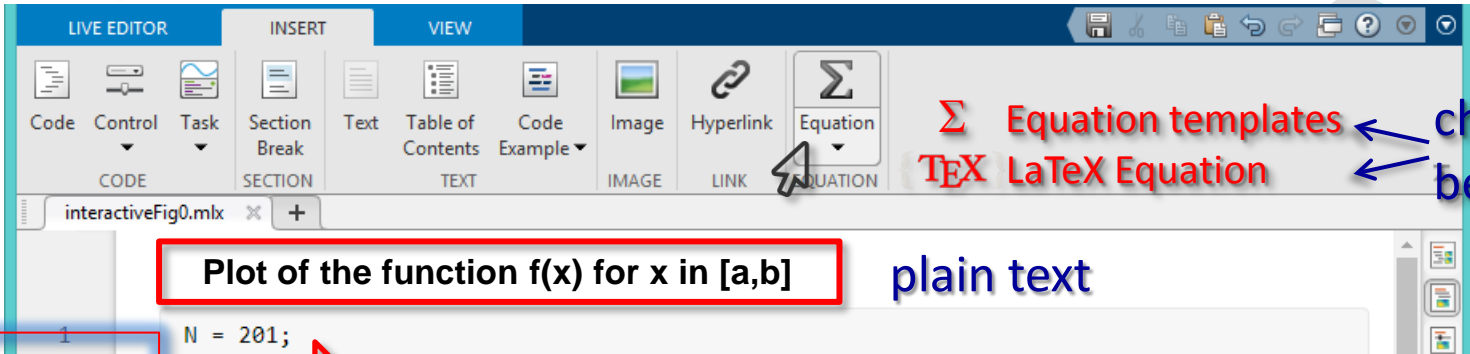 LIVE EDITOR INSERT VIEW
Code Control Task Section Break Text Table of Contents Code Example Image Hyperlink Equation
CODE SECTION TEXT IMAGE LINK EQUATION
Σ Equation templates
TEX LaTeX Equation
interactiveFig0.mlx
Plot of the function f(x) for x in [a,b]
plain text
1 N = 201;